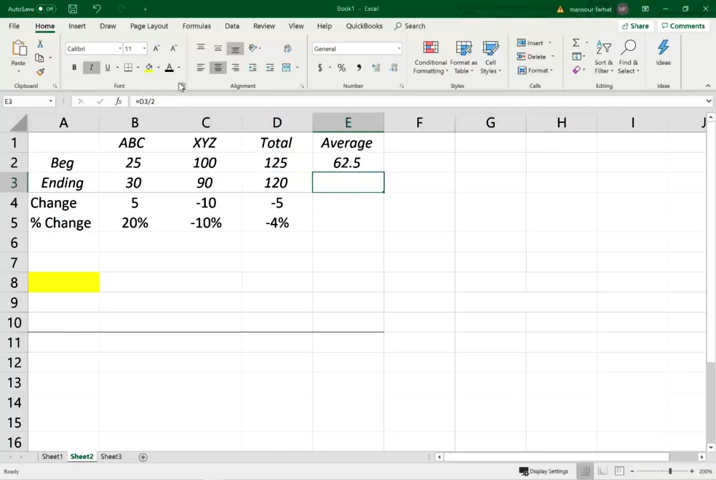 AutoSave Off Book1 - Excel mansour farhat MF
File Home Insert Draw Page Layout Formulas Data Review View Help QuickBooks Search Share Comments
Paste Calibri 11 A A General Conditional Formatting Format as Table Cell Styles Insert Delete Format Sort & Filter Find & Select Ideas
B I U A $ %
Clipboard Font Alignment Number Styles Cells Editing Ideas
E3 fx =D3/2
A B C D E F G H I J
1 ABC XYZ Total Average
2 Beg 25 100 125 62.5
3 Ending 30 90 120
4 Change 5 -10 -5
5 % Change 20% -10% -4%
6
7
8
9
10
11
12
13
14
15
16
Sheet1 Sheet2 Sheet3
Ready Display Settings 200%